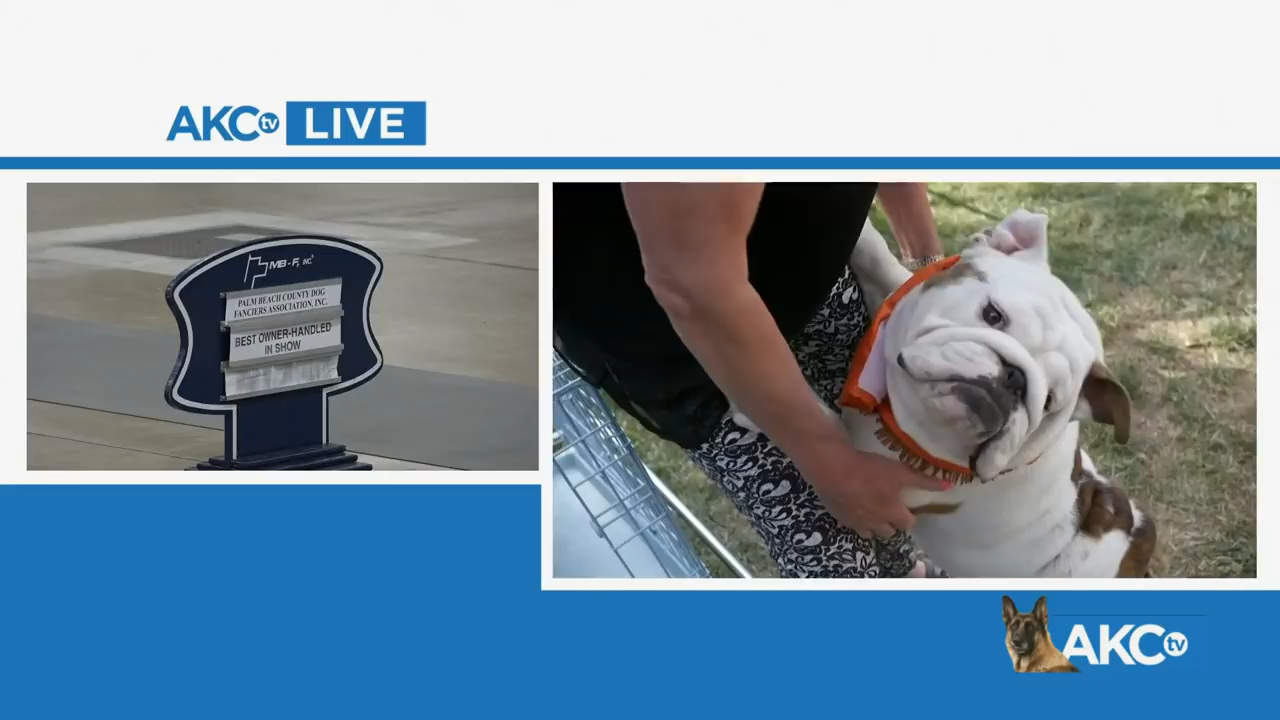 AKCtv LIVE
MB-F, INC
PALM BEACH COUNTY DOG
FANCIERS ASSOCIATION, INC.
BEST OWNER-HANDLED
IN SHOW
AKCtv